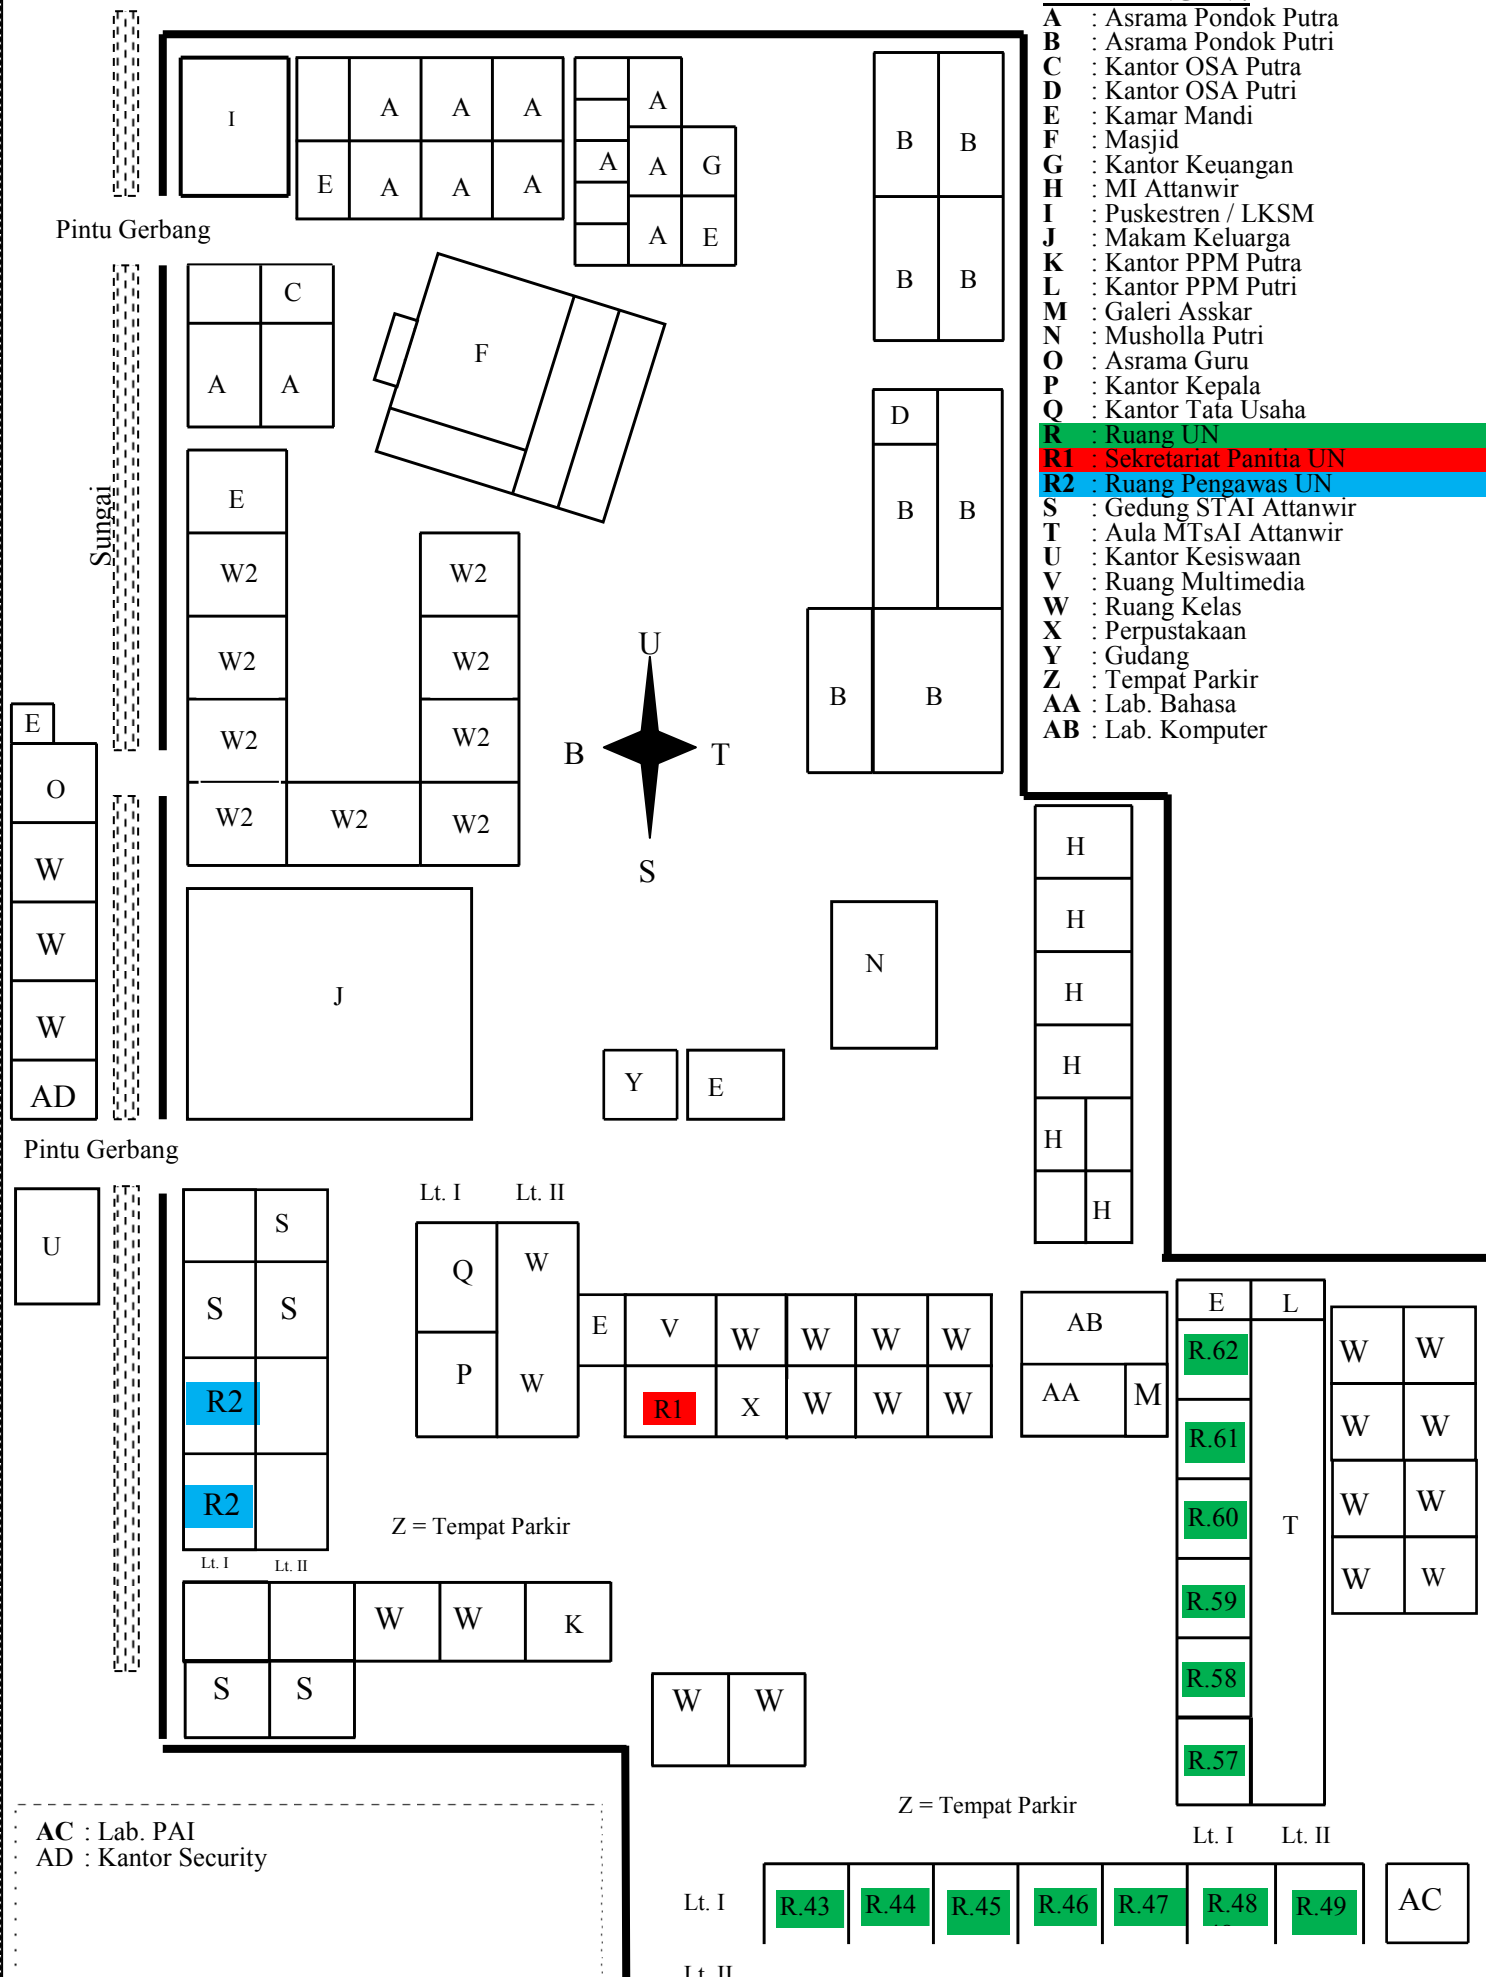 A : Asrama Pondok Putra
B : Asrama Pondok Putri
C : Kantor OSA Putra
D : Kantor OSA Putri
E : Kamar Mandi
F : Masjid
G : Kantor Keuangan
H : MI Attanwir
I : Puskestren / LKSM
J : Makam Keluarga
K : Kantor PPM Putra
L : Kantor PPM Putri
M : Galeri Asskar
N : Musholla Putri
O : Asrama Guru
P : Kantor Kepala
Q : Kantor Tata Usaha
R : Ruang UN
R1 : Sekretariat Panitia UN
R2 : Ruang Pengawas UN
S : Gedung STAI Attanwir
T : Aula MTsAI Attanwir
U : Kantor Kesiswaan
V : Ruang Multimedia
W : Ruang Kelas
X : Perpustakaan
Y : Gudang
Z : Tempat Parkir
AA : Lab. Bahasa
AB : Lab. Komputer
I A A A A B B
E A A A A A G
A E
Pintu Gerbang
C B B
F
A A
D
E
Sungai
B B
W2 W2
U
W2 W2
E
B B
W2 W2
B T
O
W2 W2 W2
H
W
S
H
W
N
J
H
W
H
Y E
AD
H
Pintu Gerbang
Lt. I Lt. II
H
S
U
Q W
E L
S S
E V W W W W
AB
R.62 W W
P W
R2
R1 X W W W
AA M
R.61 W W
R2
Z = Tempat Parkir
R.60 T W W
Lt. I Lt. II
W W
R.59
W W K
R.58
S S
W W
R.57
Z = Tempat Parkir
AC : Lab. PAI
AD : Kantor Security
Lt. I Lt. II
Lt. I R.43 R.44 R.45 R.46 R.47 R.48 R.49 AC
Lt. II